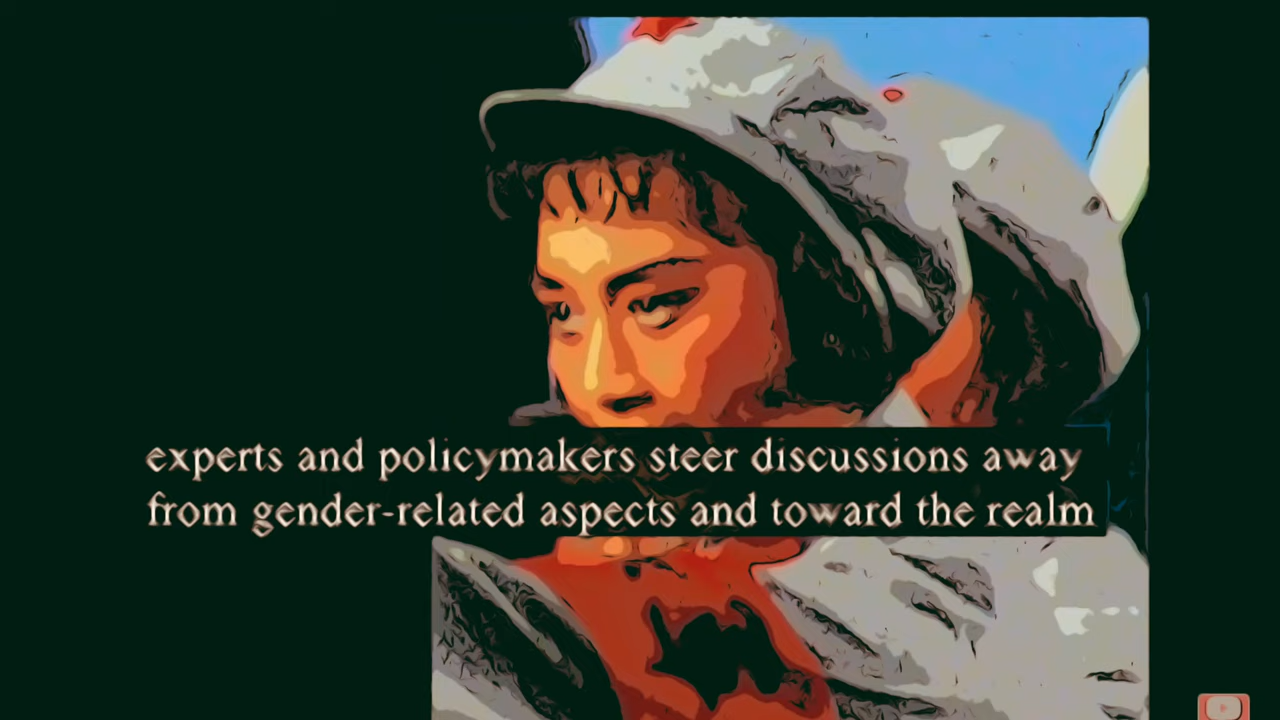 experts and policymakers steer discussions away
from gender-related aspects and toward the realm